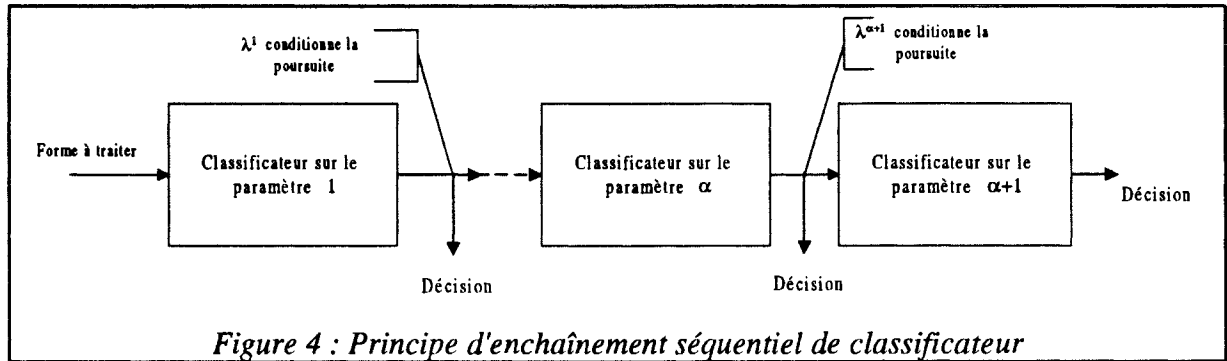 λ¹ conditionne la
poursuite
λᵅ⁺¹ conditionne la
poursuite
Forme à traiter
Classificateur sur le
paramètre 1
Classificateur sur le
paramètre α
Classificateur sur le
paramètre α+1
Décision
Décision
Décision
Figure 4 : Principe d'enchaînement séquentiel de classificateur